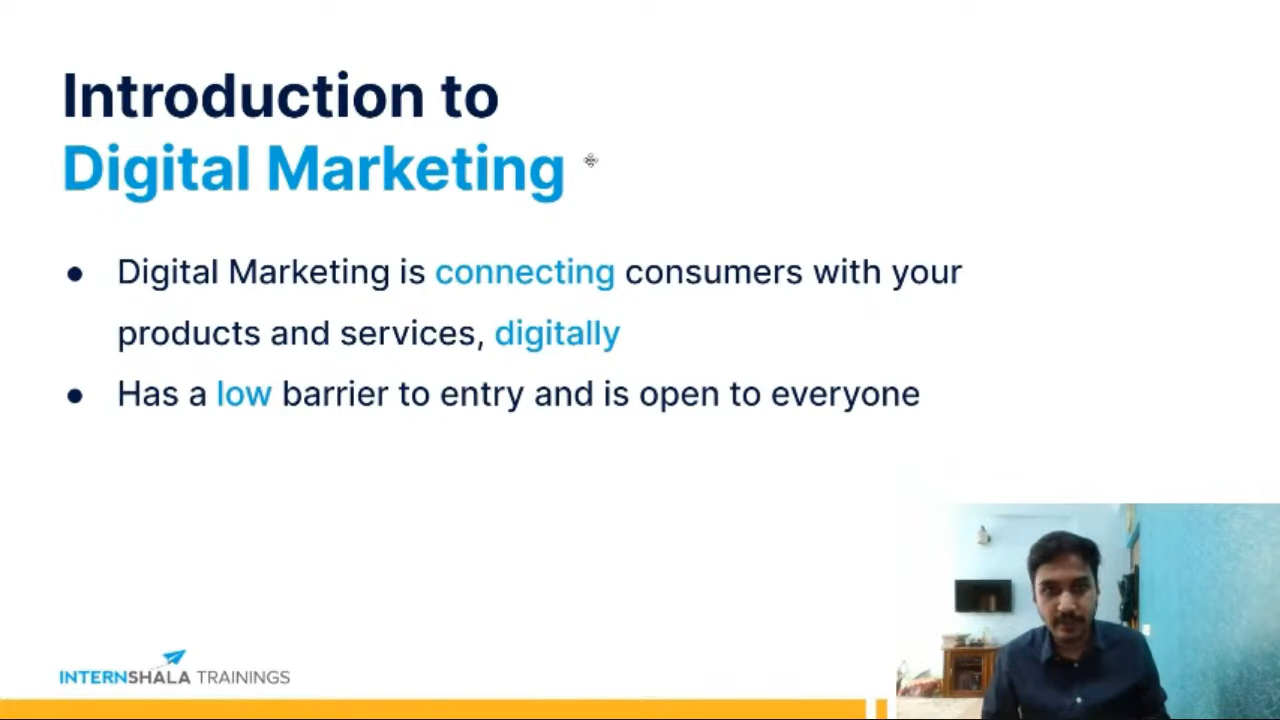 Introduction to
Digital Marketing
● Digital Marketing is connecting consumers with your
products and services, digitally
● Has a low barrier to entry and is open to everyone
INTERNSHALA TRAININGS